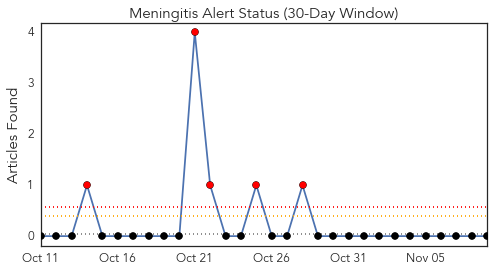 Meningitis Alert Status (30-Day Window)
Articles Found
4
3
2
1
0
Oct 11 Oct 16 Oct 21 Oct 26 Oct 31 Nov 05